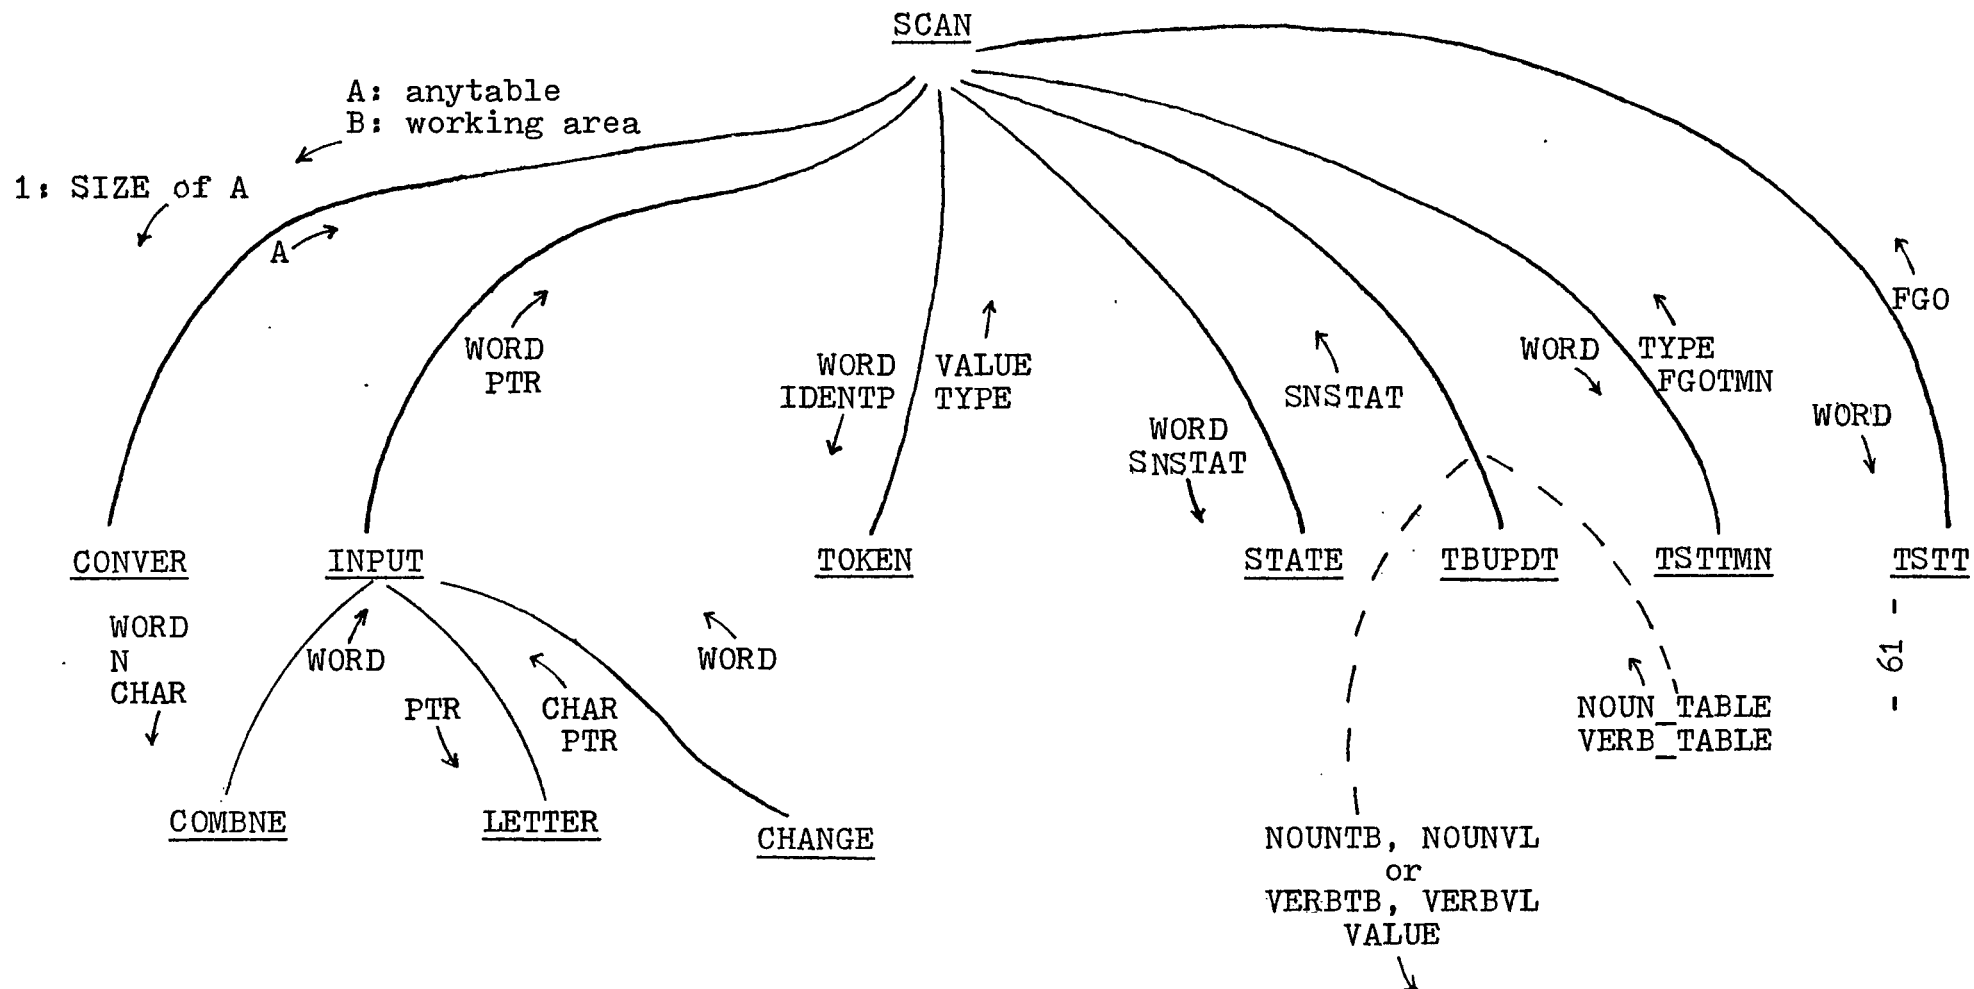 SCAN
A: anytable
B: working area
1: SIZE of A
A
FGO
WORD
PTR
WORD
IDENTP
VALUE
TYPE
SNSTAT
WORD
SNSTAT
WORD
TYPE
FGOTMN
WORD
CONVER
INPUT
TOKEN
STATE
TBUPDT
TSTTMN
TSTT
WORD
N
CHAR
WORD
PTR
CHAR
PTR
WORD
NOUN_TABLE
VERB_TABLE
- 61 -
COMBNE
LETTER
CHANGE
NOUNTB, NOUNVL
or
VERBTB, VERBVL
VALUE